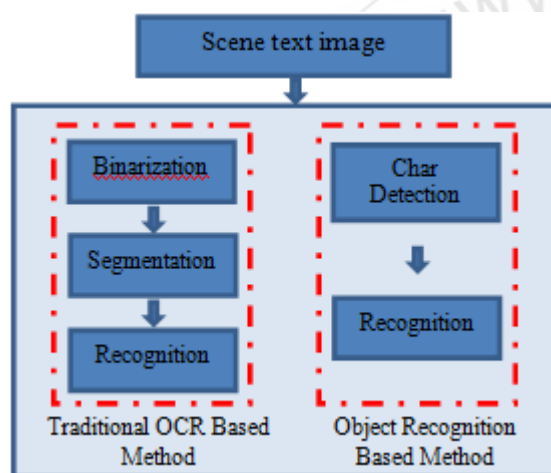 Scene text image
Binarization
Segmentation
Recognition
Traditional OCR Based
Method
Char
Detection
Recognition
Object Recognition
Based Method